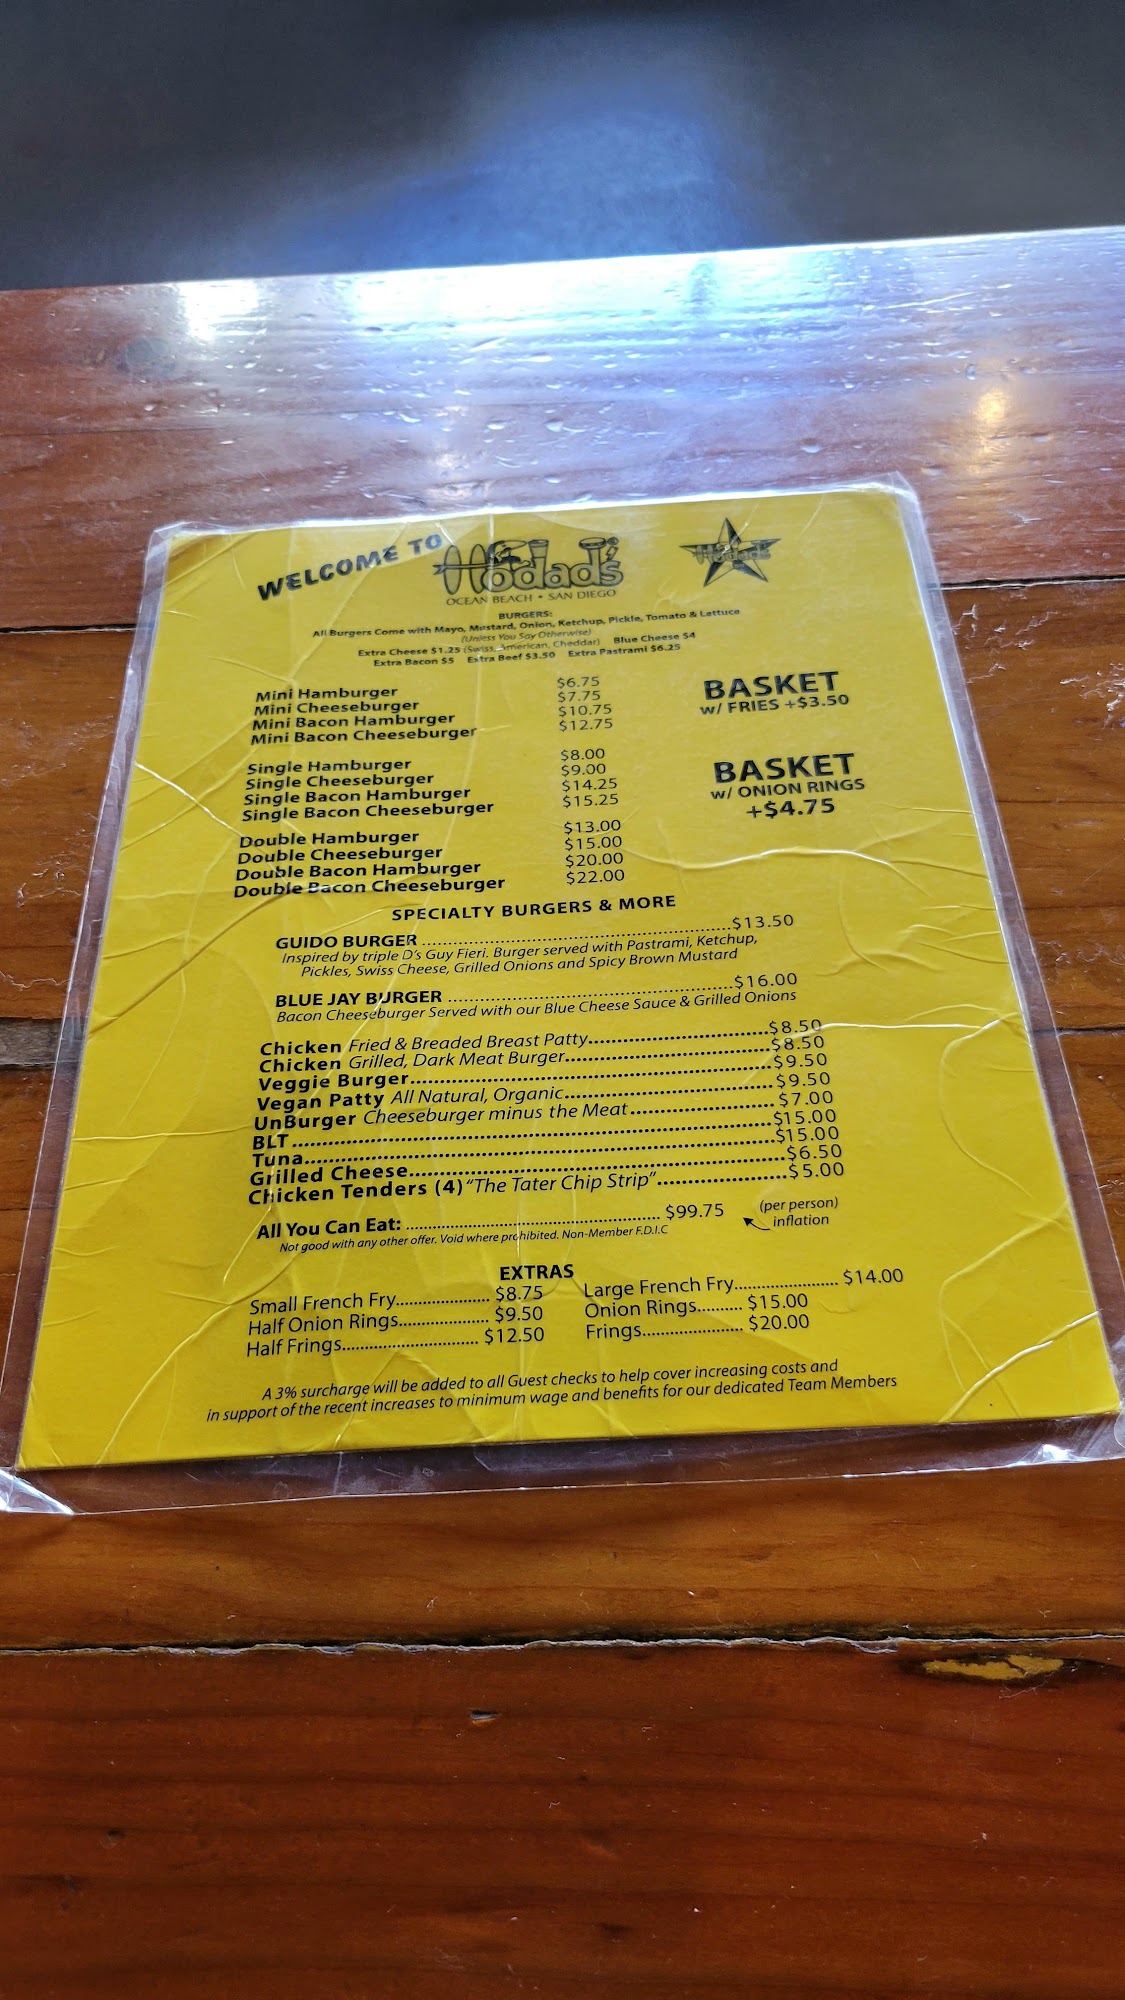 WELCOME TO Hodad's
OCEAN BEACH • SAN DIEGO
Hodad's
BURGERS:
All Burgers Come with Mayo, Mustard, Onion, Ketchup, Pickle, Tomato & Lettuce
(Unless You Say Otherwise)
Extra Cheese $1.25 (Swiss, American, Cheddar) Blue Cheese $4
Extra Bacon $5 Extra Beef $3.50 Extra Pastrami $6.25
Mini Hamburger $6.75
Mini Cheeseburger $7.75
Mini Bacon Hamburger $10.75
Mini Bacon Cheeseburger $12.75
BASKET
w/ FRIES +$3.50
Single Hamburger $8.00
Single Cheeseburger $9.00
Single Bacon Hamburger $14.25
Single Bacon Cheeseburger $15.25
BASKET
w/ ONION RINGS
+$4.75
Double Hamburger $13.00
Double Cheeseburger $15.00
Double Bacon Hamburger $20.00
Double Bacon Cheeseburger $22.00
SPECIALTY BURGERS & MORE
GUIDO BURGER ........ $13.50
Inspired by triple D's Guy Fieri. Burger served with Pastrami, Ketchup,
Pickles, Swiss Cheese, Grilled Onions and Spicy Brown Mustard
BLUE JAY BURGER ........ $16.00
Bacon Cheeseburger Served with our Blue Cheese Sauce & Grilled Onions
Chicken Fried & Breaded Breast Patty........$8.50
Chicken Grilled, Dark Meat Burger........$8.50
Veggie Burger........$9.50
Vegan Patty All Natural, Organic........$9.50
UnBurger Cheeseburger minus the Meat........$7.00
BLT........$15.00
Tuna........$15.00
Grilled Cheese........$6.50
Chicken Tenders (4) "The Tater Chip Strip"........$5.00
All You Can Eat: ........ $99.75 (per person)
inflation
Not good with any other offer. Void where prohibited. Non-Member F.D.I.C
EXTRAS
Small French Fry........ $8.75 Large French Fry........ $14.00
Half Onion Rings........ $9.50 Onion Rings........ $15.00
Half Frings........ $12.50 Frings........ $20.00
A 3% surcharge will be added to all Guest checks to help cover increasing costs and
in support of the recent increases to minimum wage and benefits for our dedicated Team Members